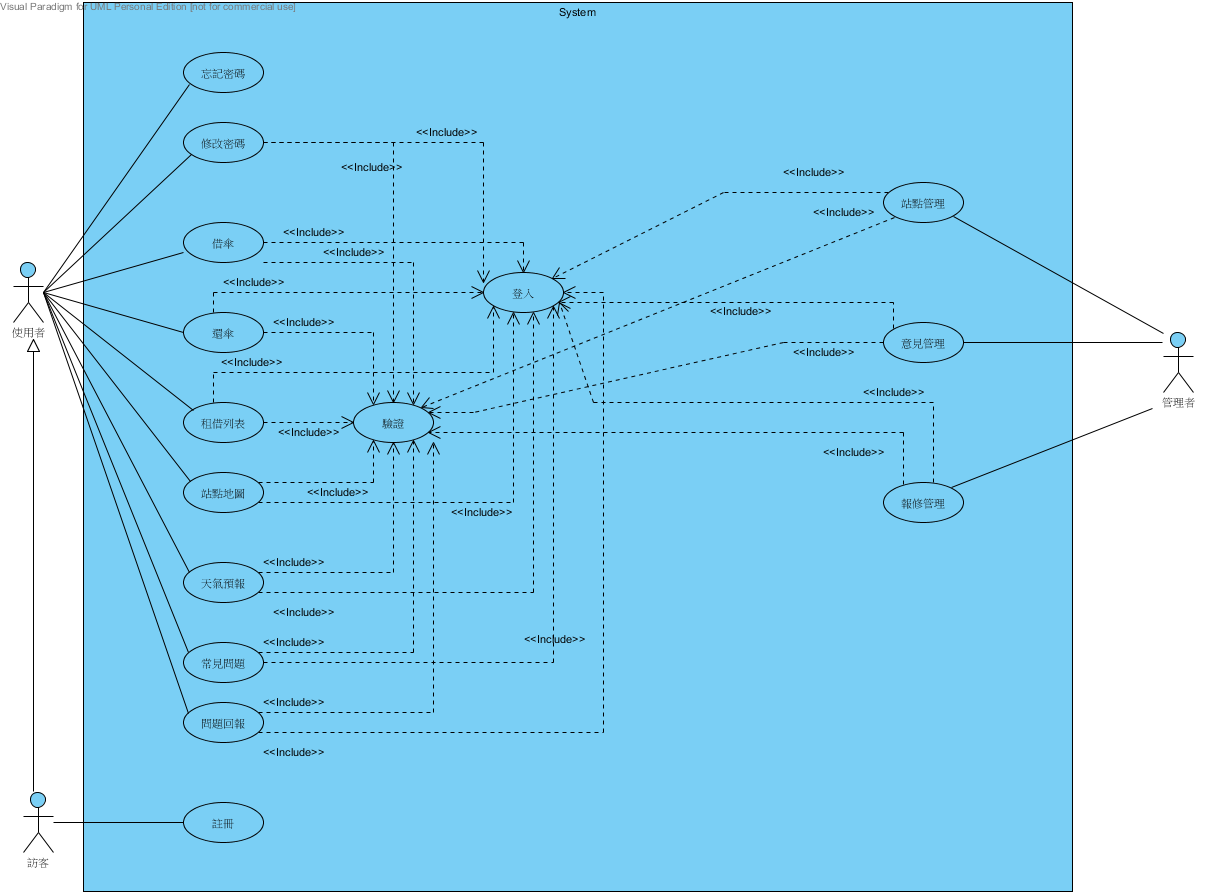 Visual Paradigm for UML Personal Edition [not for commercial use]
System
忘記密碼
修改密碼
<<Include>>
<<Include>>
<<Include>>
站點管理
<<Include>>
借傘
<<Include>>
<<Include>>
使用者
<<Include>>
登入
還傘
<<Include>>
<<Include>>
意見管理
<<Include>>
管理者
<<Include>>
<<Include>>
租借列表
<<Include>>
驗證
<<Include>>
站點地圖
<<Include>>
<<Include>>
報修管理
天氣預報
<<Include>>
<<Include>>
常見問題
<<Include>>
<<Include>>
問題回報
<<Include>>
<<Include>>
註冊
訪客